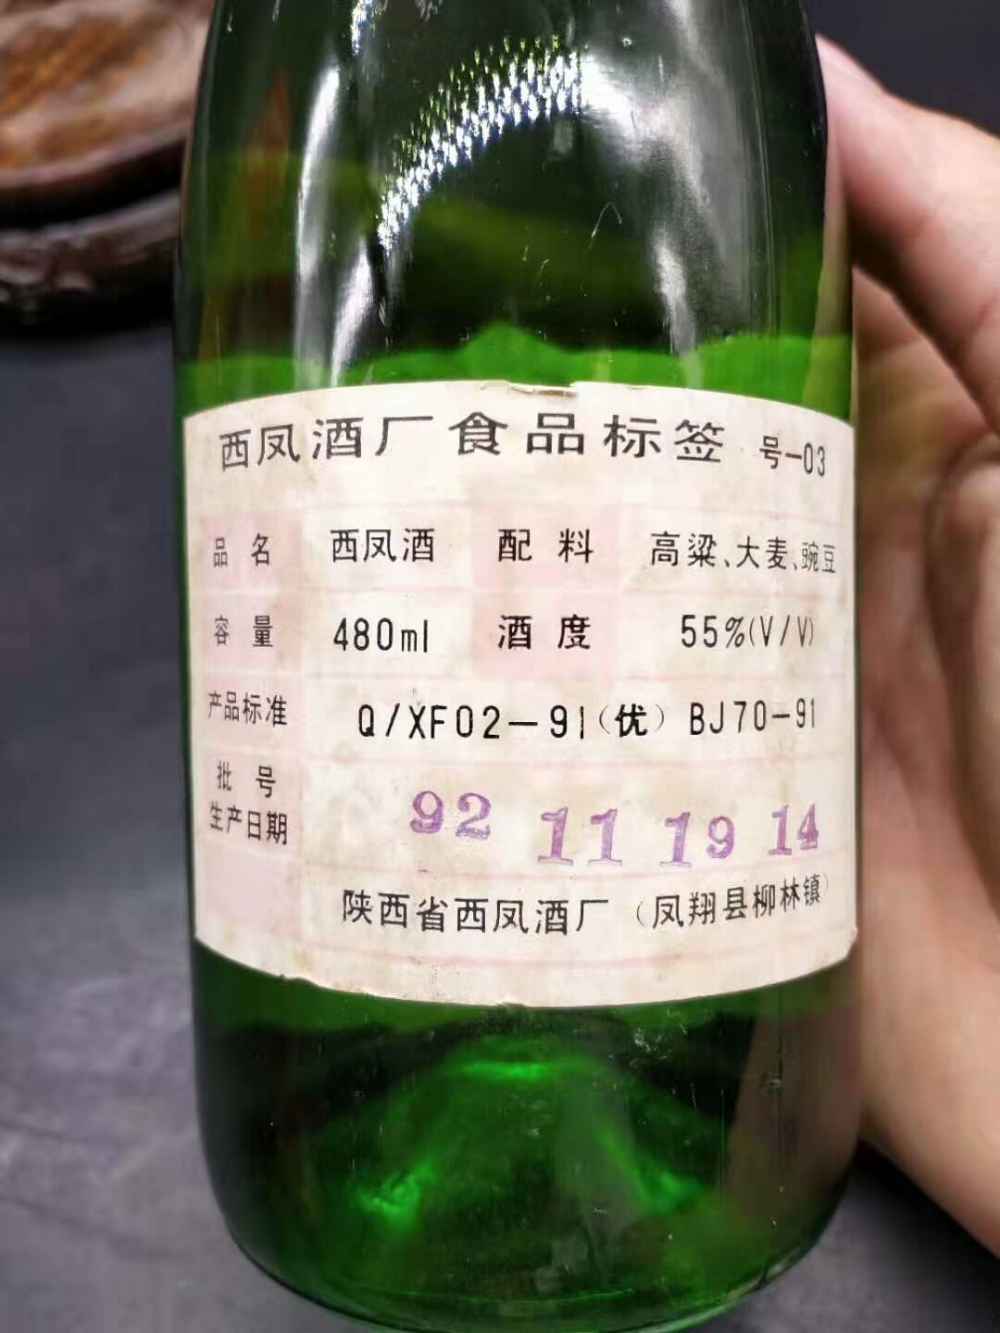 西凤酒厂食品标签 号-03
品名 西凤酒 配料 高粱、大麦、豌豆
容量 480ml 酒度 55%(V/V)
产品标准 Q/XF02-91(优) BJ70-91
批号
生产日期 92 11 19 14
陕西省西凤酒厂(凤翔县柳林镇)